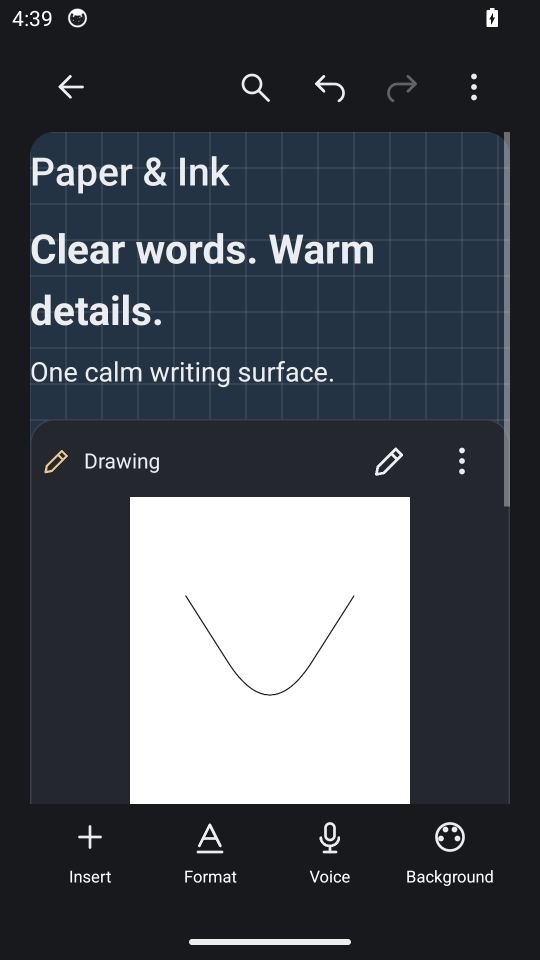 4:39
Paper & Ink
Clear words. Warm
details.
One calm writing surface.
Drawing
Insert
Format
Voice
Background